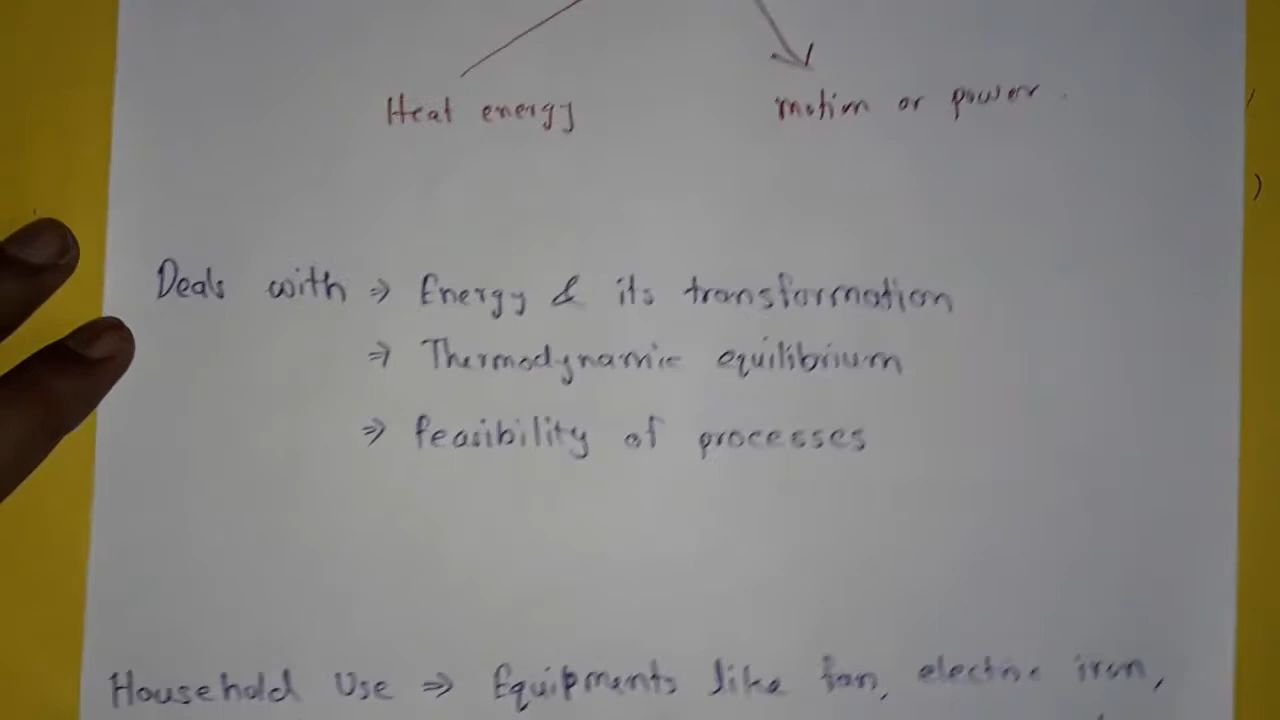 Heat energy motion or power.
Deals with ⇒ Energy & its transformation
⇒ Thermodynamic equilibrium
⇒ feasibility of processes
Household Use ⇒ Equipments like fan, electric iron,